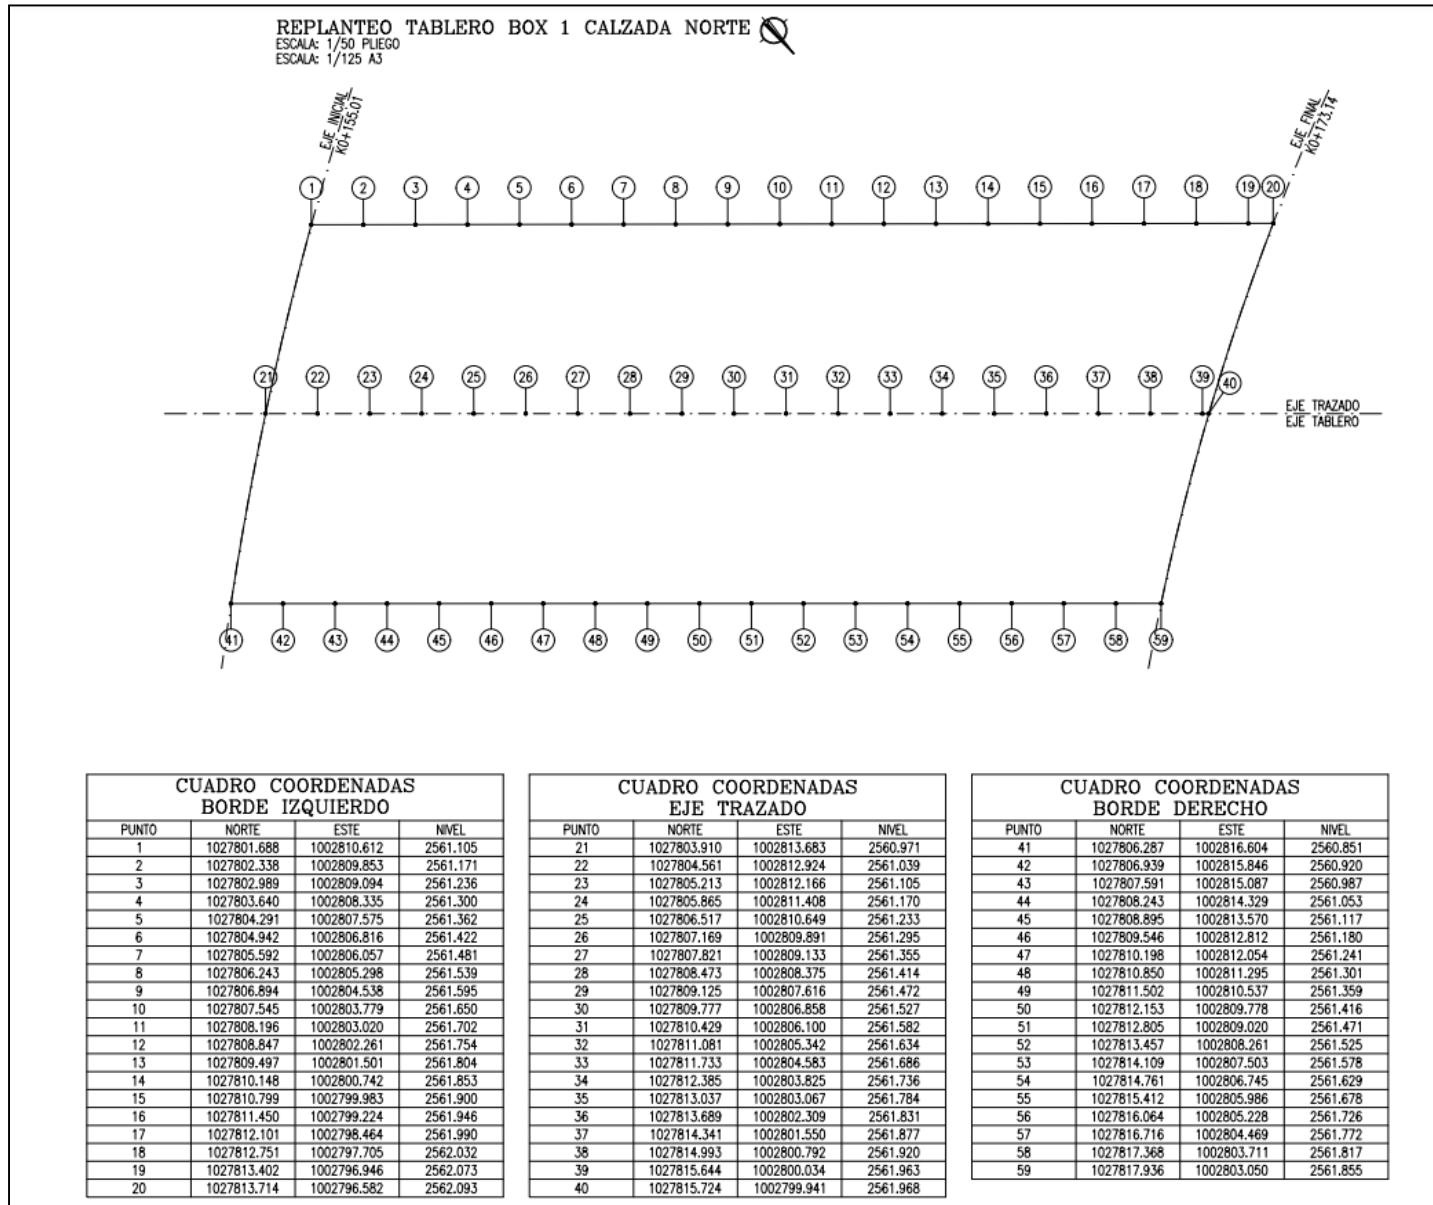 REPLANTEO TABLERO BOX 1 CALZADA NORTE
ESCALA: 1/50 PLIEGO
ESCALA: 1/125 A3
EJE INICIAL
K0+155.01
EJE FINAL
K0+173.14
1 2 3 4 5 6 7 8 9 10 11 12 13 14 15 16 17 18 19 20
21 22 23 24 25 26 27 28 29 30 31 32 33 34 35 36 37 38 39 40
EJE TRAZADO
EJE TABLERO
41 42 43 44 45 46 47 48 49 50 51 52 53 54 55 56 57 58 59
CUADRO COORDENADAS
BORDE IZQUIERDO
PUNTO NORTE ESTE NIVEL
1 1027801.688 1002810.612 2561.105
2 1027802.338 1002809.853 2561.171
3 1027802.989 1002809.094 2561.236
4 1027803.640 1002808.335 2561.300
5 1027804.291 1002807.575 2561.362
6 1027804.942 1002806.816 2561.422
7 1027805.592 1002806.057 2561.481
8 1027806.243 1002805.298 2561.539
9 1027806.894 1002804.538 2561.595
10 1027807.545 1002803.779 2561.650
11 1027808.196 1002803.020 2561.702
12 1027808.847 1002802.261 2561.754
13 1027809.497 1002801.501 2561.804
14 1027810.148 1002800.742 2561.853
15 1027810.799 1002799.983 2561.900
16 1027811.450 1002799.224 2561.946
17 1027812.101 1002798.464 2561.990
18 1027812.751 1002797.705 2562.032
19 1027813.402 1002796.946 2562.073
20 1027813.714 1002796.582 2562.093
CUADRO COORDENADAS
EJE TRAZADO
PUNTO NORTE ESTE NIVEL
21 1027803.910 1002813.683 2560.971
22 1027804.561 1002812.924 2561.039
23 1027805.213 1002812.166 2561.105
24 1027805.865 1002811.408 2561.170
25 1027806.517 1002810.649 2561.233
26 1027807.169 1002809.891 2561.295
27 1027807.821 1002809.133 2561.355
28 1027808.473 1002808.375 2561.414
29 1027809.125 1002807.616 2561.472
30 1027809.777 1002806.858 2561.527
31 1027810.429 1002806.100 2561.582
32 1027811.081 1002805.342 2561.634
33 1027811.733 1002804.583 2561.686
34 1027812.385 1002803.825 2561.736
35 1027813.037 1002803.067 2561.784
36 1027813.689 1002802.309 2561.831
37 1027814.341 1002801.550 2561.877
38 1027814.993 1002800.792 2561.920
39 1027815.644 1002800.034 2561.963
40 1027815.724 1002799.941 2561.968
CUADRO COORDENADAS
BORDE DERECHO
PUNTO NORTE ESTE NIVEL
41 1027806.287 1002816.604 2560.851
42 1027806.939 1002815.846 2560.920
43 1027807.591 1002815.087 2560.987
44 1027808.243 1002814.329 2561.053
45 1027808.895 1002813.570 2561.117
46 1027809.546 1002812.812 2561.180
47 1027810.198 1002812.054 2561.241
48 1027810.850 1002811.295 2561.301
49 1027811.502 1002810.537 2561.359
50 1027812.153 1002809.778 2561.416
51 1027812.805 1002809.020 2561.471
52 1027813.457 1002808.261 2561.525
53 1027814.109 1002807.503 2561.578
54 1027814.761 1002806.745 2561.629
55 1027815.412 1002805.986 2561.678
56 1027816.064 1002805.228 2561.726
57 1027816.716 1002804.469 2561.772
58 1027817.368 1002803.711 2561.817
59 1027817.936 1002803.050 2561.855